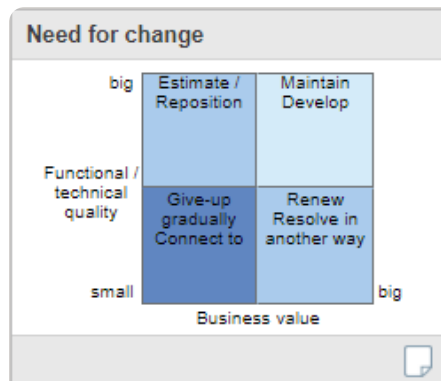 Need for change
big
Estimate /
Reposition
Maintain
Develop
Functional /
technical
quality
Give-up
gradually
Connect to
Renew
Resolve in
another way
small
big
Business value